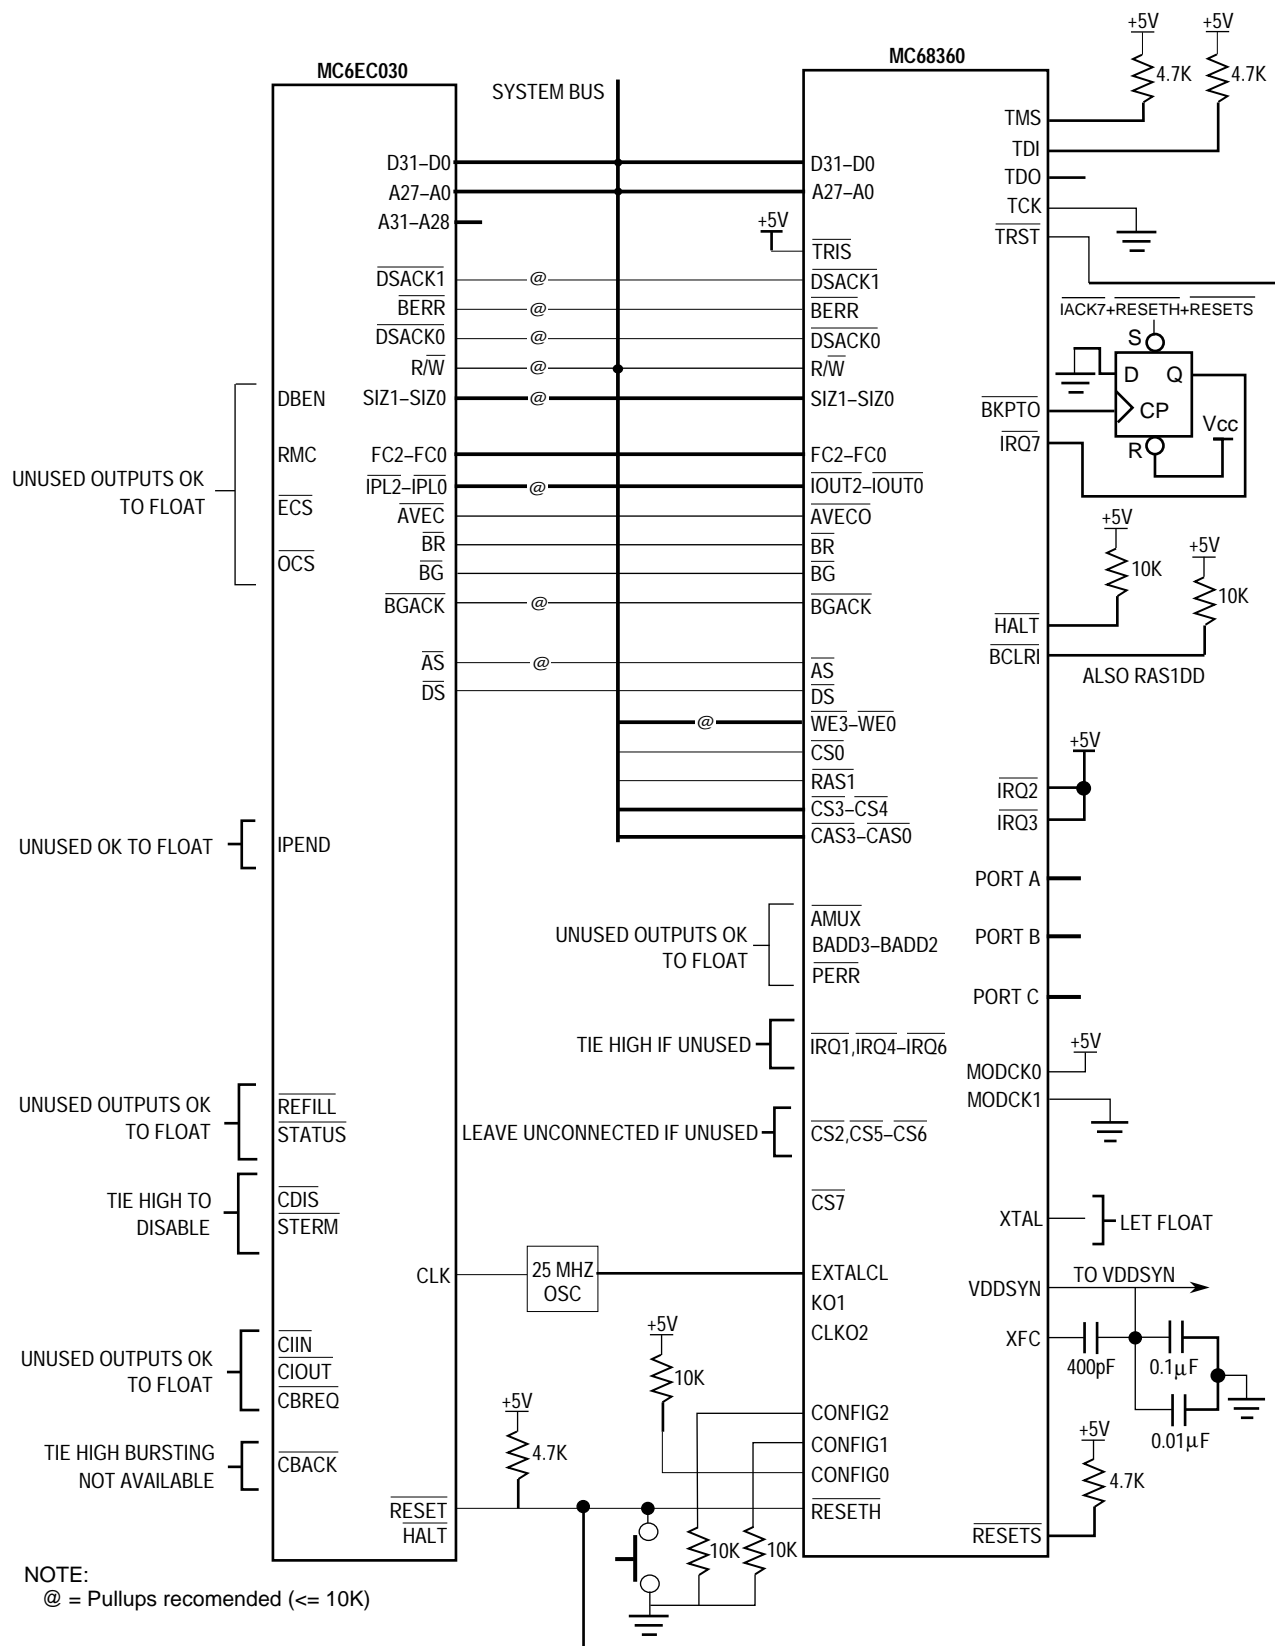 +5V
+5V
4.7K
4.7K
MC6EC030
MC68360
SYSTEM BUS
TMS
TDI
TDO
TCK
TRST
D31–D0
A27–A0
A31–A28
DSACK1
BERR
DSACK0
R/W
DBEN
SIZ1–SIZ0
RMC
FC2–FC0
ECS
IPL2–IPL0
AVEC
OCS
BR
BG
BGACK
AS
DS
UNUSED OUTPUTS OK
TO FLOAT
@
@
@
@
@
@
@
@
@
D31–D0
A27–A0
+5V
TRIS
DSACK1
BERR
DSACK0
R/W
SIZ1–SIZ0
FC2–FC0
IOUT2–IOUT0
AVECO
BR
BG
BGACK
AS
DS
WE3–WE0
CS0
RAS1
CS3–CS4
CAS3–CAS0
IACK7+RESETH+RESETS
S
D Q
CP
R
Vcc
BKPTO
IRQ7
+5V
10K
+5V
10K
HALT
BCLRI
ALSO RAS1DD
+5V
IRQ2
IRQ3
PORT A
PORT B
PORT C
UNUSED OK TO FLOAT
IPEND
UNUSED OUTPUTS OK
TO FLOAT
AMUX
BADD3–BADD2
PERR
TIE HIGH IF UNUSED
IRQ1,IRQ4–IRQ6
+5V
MODCK0
MODCK1
UNUSED OUTPUTS OK
TO FLOAT
REFILL
STATUS
LEAVE UNCONNECTED IF UNUSED
CS2,CS5–CS6
TIE HIGH TO
DISABLE
CDIS
STERM
CS7
XTAL
LET FLOAT
CLK
25 MHZ
OSC
EXTALCL
KO1
CLKO2
VDDSYN
TO VDDSYN
XFC
400pF
0.1μF
0.01μF
UNUSED OUTPUTS OK
TO FLOAT
CIIN
CIOUT
CBREQ
+5V
10K
CONFIG2
CONFIG1
CONFIG0
TIE HIGH BURSTING
NOT AVAILABLE
CBACK
+5V
4.7K
+5V
4.7K
RESET
HALT
RESETH
RESETS
10K
10K
NOTE:
@ = Pullups recomended (<= 10K)